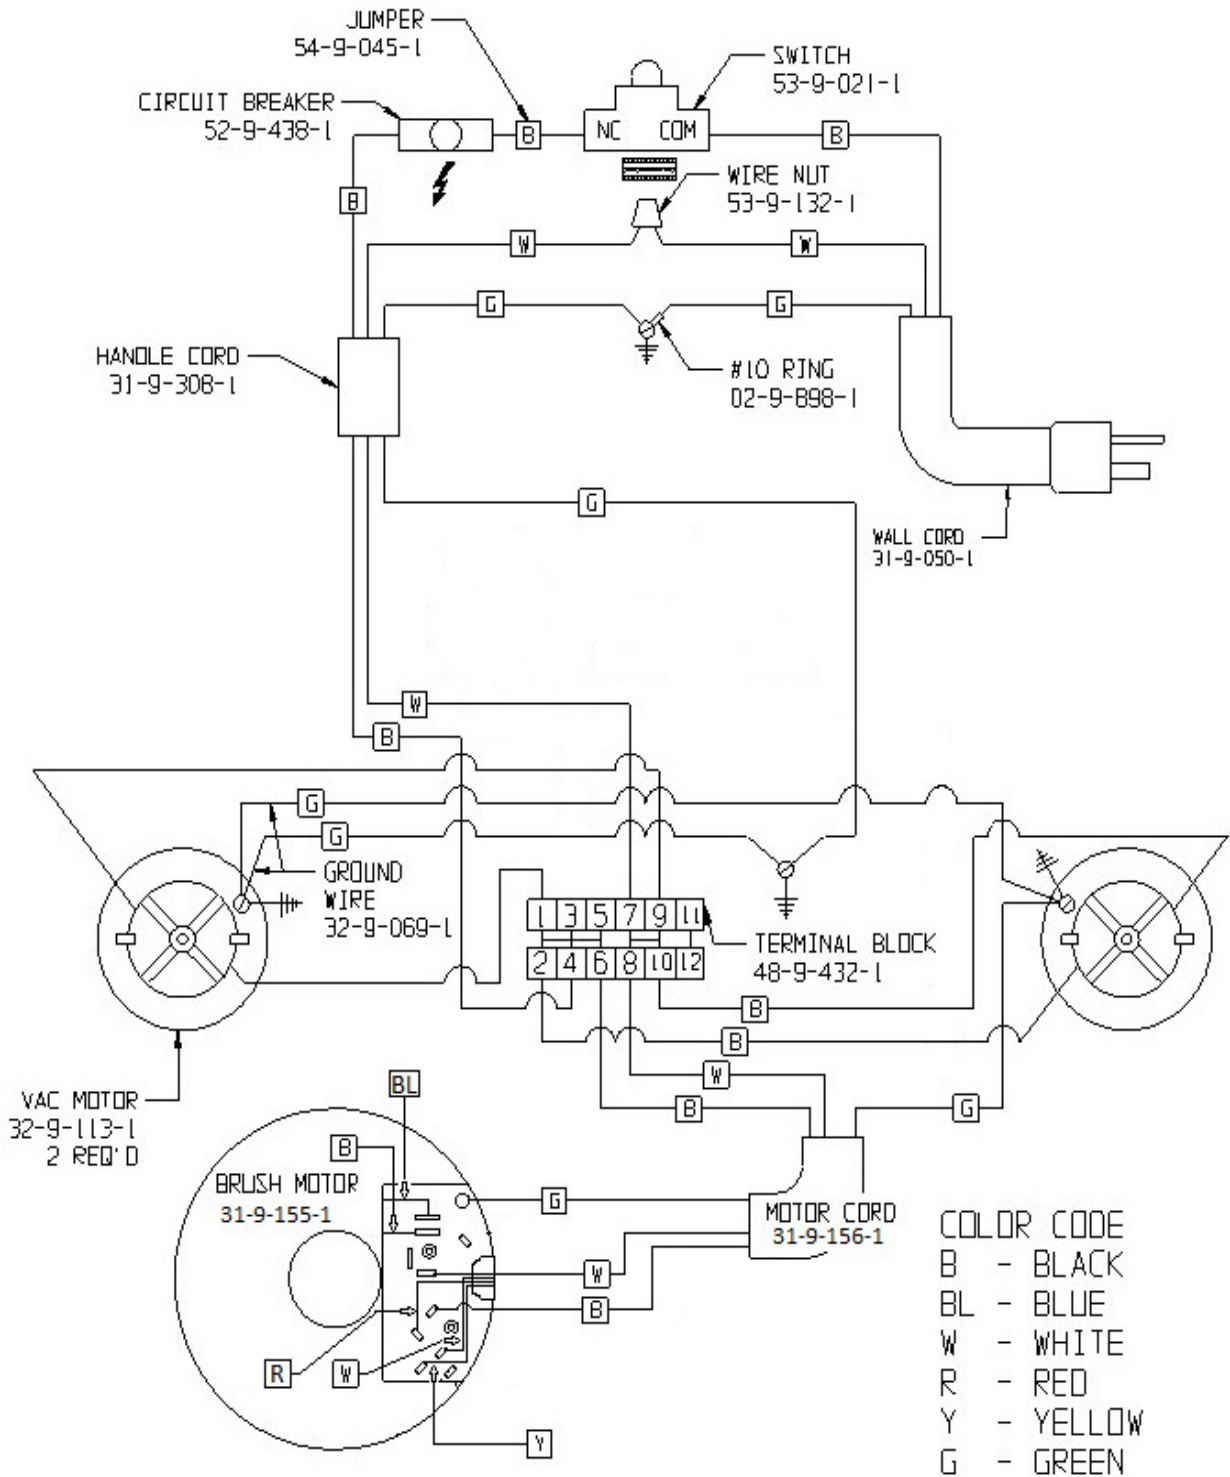 JUMPER
54-9-045-1
SWITCH
53-9-021-1
CIRCUIT BREAKER
52-9-438-1
B
NC COM
B
B
WIRE NUT
53-9-132-1
W
W
G
G
HANDLE CORD
31-9-308-1
#10 RING
02-9-898-1
G
WALL CORD
31-9-050-1
W
B
G
G
GROUND
WIRE
32-9-069-1
1 3 5 7 9 11
2 4 6 8 10 12
TERMINAL BLOCK
48-9-432-1
B
B
W
B
G
VAC MOTOR
32-9-113-1
2 REQ'D
BL
B
BRUSH MOTOR
31-9-155-1
G
MOTOR CORD
31-9-156-1
W
B
R
W
Y
COLOR CODE
B - BLACK
BL - BLUE
W - WHITE
R - RED
Y - YELLOW
G - GREEN